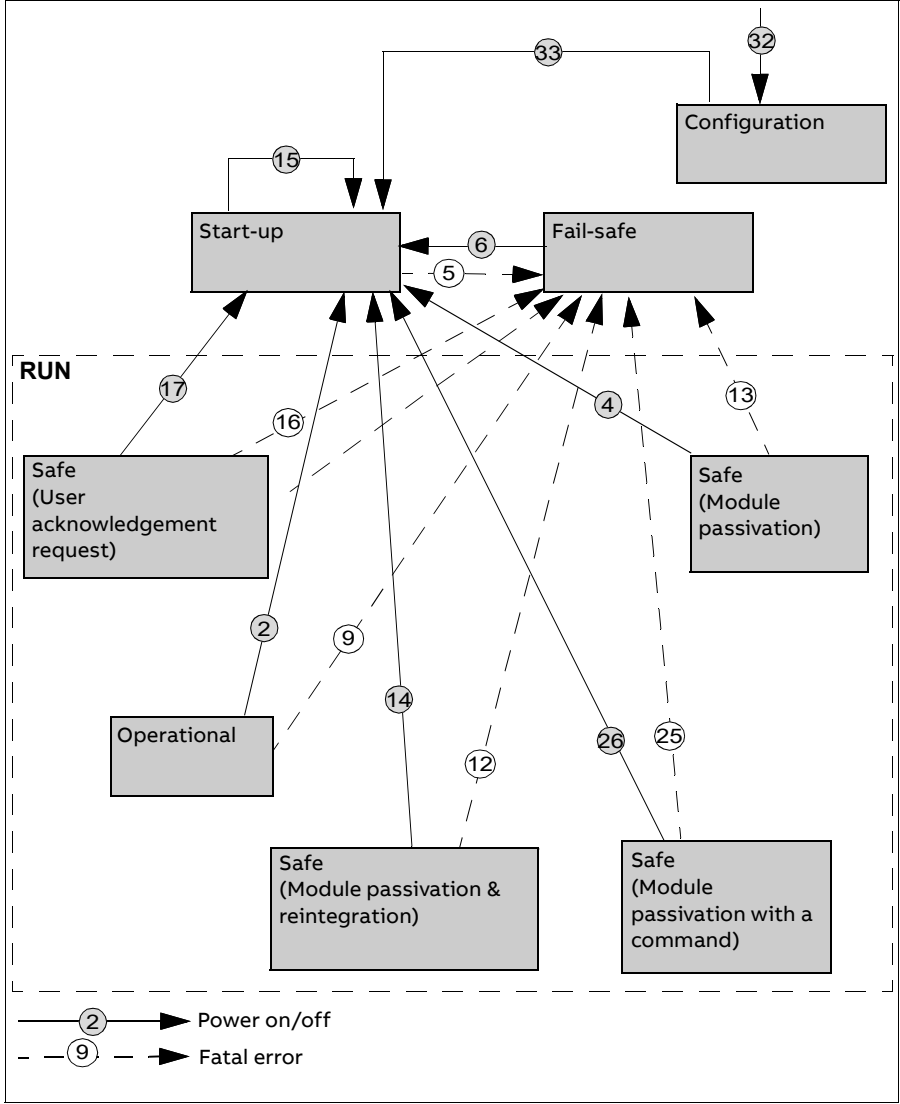 32
33
Configuration
15
Start-up
Fail-safe
6
5
RUN
17
16
4
13
Safe
(User
acknowledgement
request)
Safe
(Module
passivation)
2
9
14
26
25
12
Operational
Safe
(Module passivation &
reintegration)
Safe
(Module
passivation with a
command)
2 Power on/off
9 Fatal error